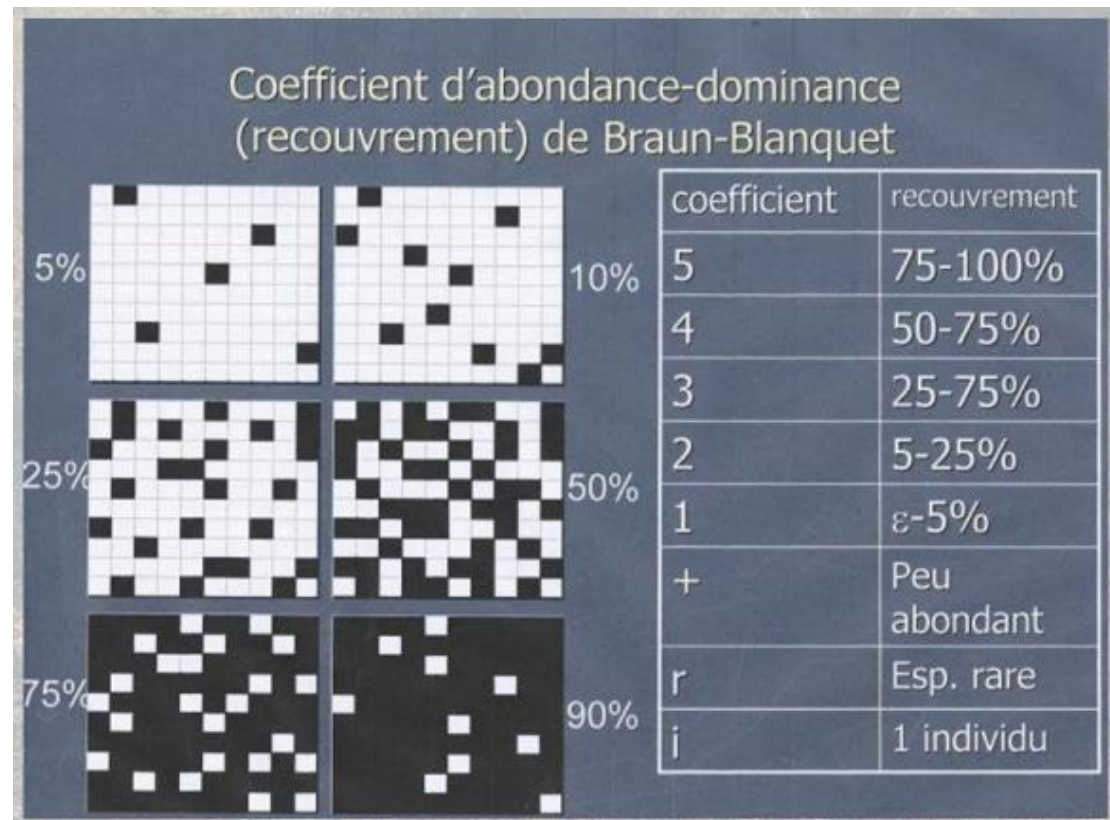 Coefficient d'abondance-dominance
(recouvrement) de Braun-Blanquet
5%
10%
25%
50%
75%
90%
coefficient recouvrement
5 75-100%
4 50-75%
3 25-75%
2 5-25%
1 ε-5%
+ Peu
abondant
r Esp. rare
i 1 individu